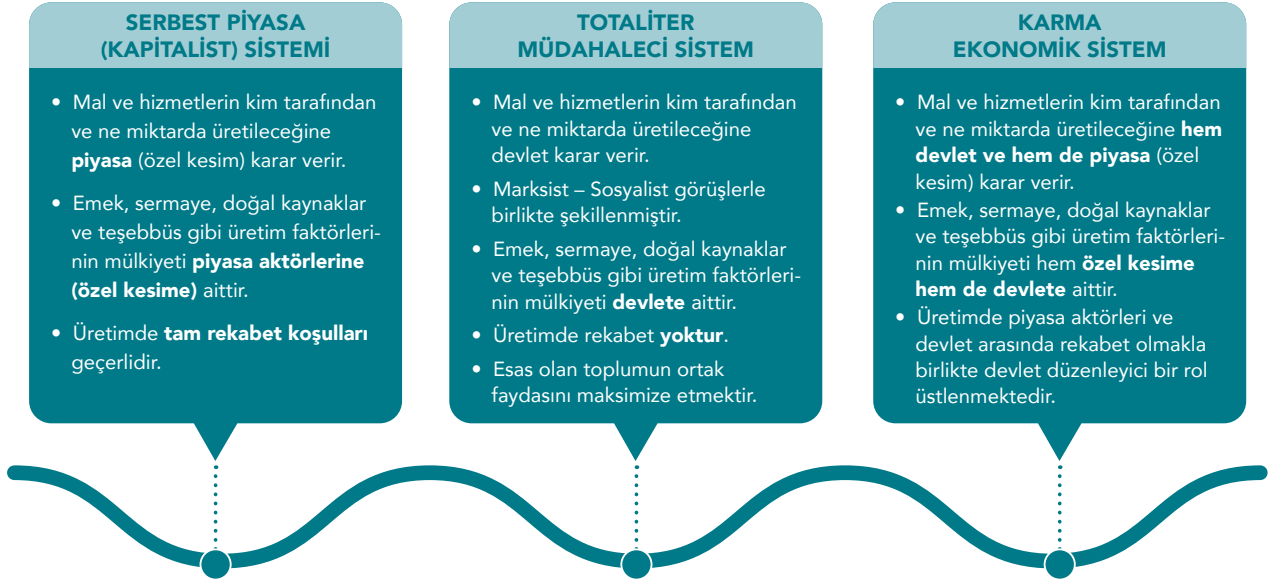 SERBEST PİYASA
(KAPİTALİST) SİSTEMİ
• Mal ve hizmetlerin kim tarafından
ve ne miktarda üretileceğine
piyasa (özel kesim) karar verir.
• Emek, sermaye, doğal kaynaklar
ve teşebbüs gibi üretim faktörleri-
nin mülkiyeti piyasa aktörlerine
(özel kesime) aittir.
• Üretimde tam rekabet koşulları
geçerlidir.
TOTALİTER
MÜDAHALECİ SİSTEM
• Mal ve hizmetlerin kim tarafından
ve ne miktarda üretileceğine
devlet karar verir.
• Marksist – Sosyalist görüşlerle
birlikte şekillenmiştir.
• Emek, sermaye, doğal kaynaklar
ve teşebbüs gibi üretim faktörleri-
nin mülkiyeti devlete aittir.
• Üretimde rekabet yoktur.
• Esas olan toplumun ortak
faydasını maksimize etmektir.
KARMA
EKONOMİK SİSTEM
• Mal ve hizmetlerin kim tarafından
ve ne miktarda üretileceğine hem
devlet ve hem de piyasa (özel
kesim) karar verir.
• Emek, sermaye, doğal kaynaklar
ve teşebbüs gibi üretim faktörleri-
nin mülkiyeti hem özel kesime
hem de devlete aittir.
• Üretimde piyasa aktörleri ve
devlet arasında rekabet olmakla
birlikte devlet düzenleyici bir rol
üstlenmektedir.